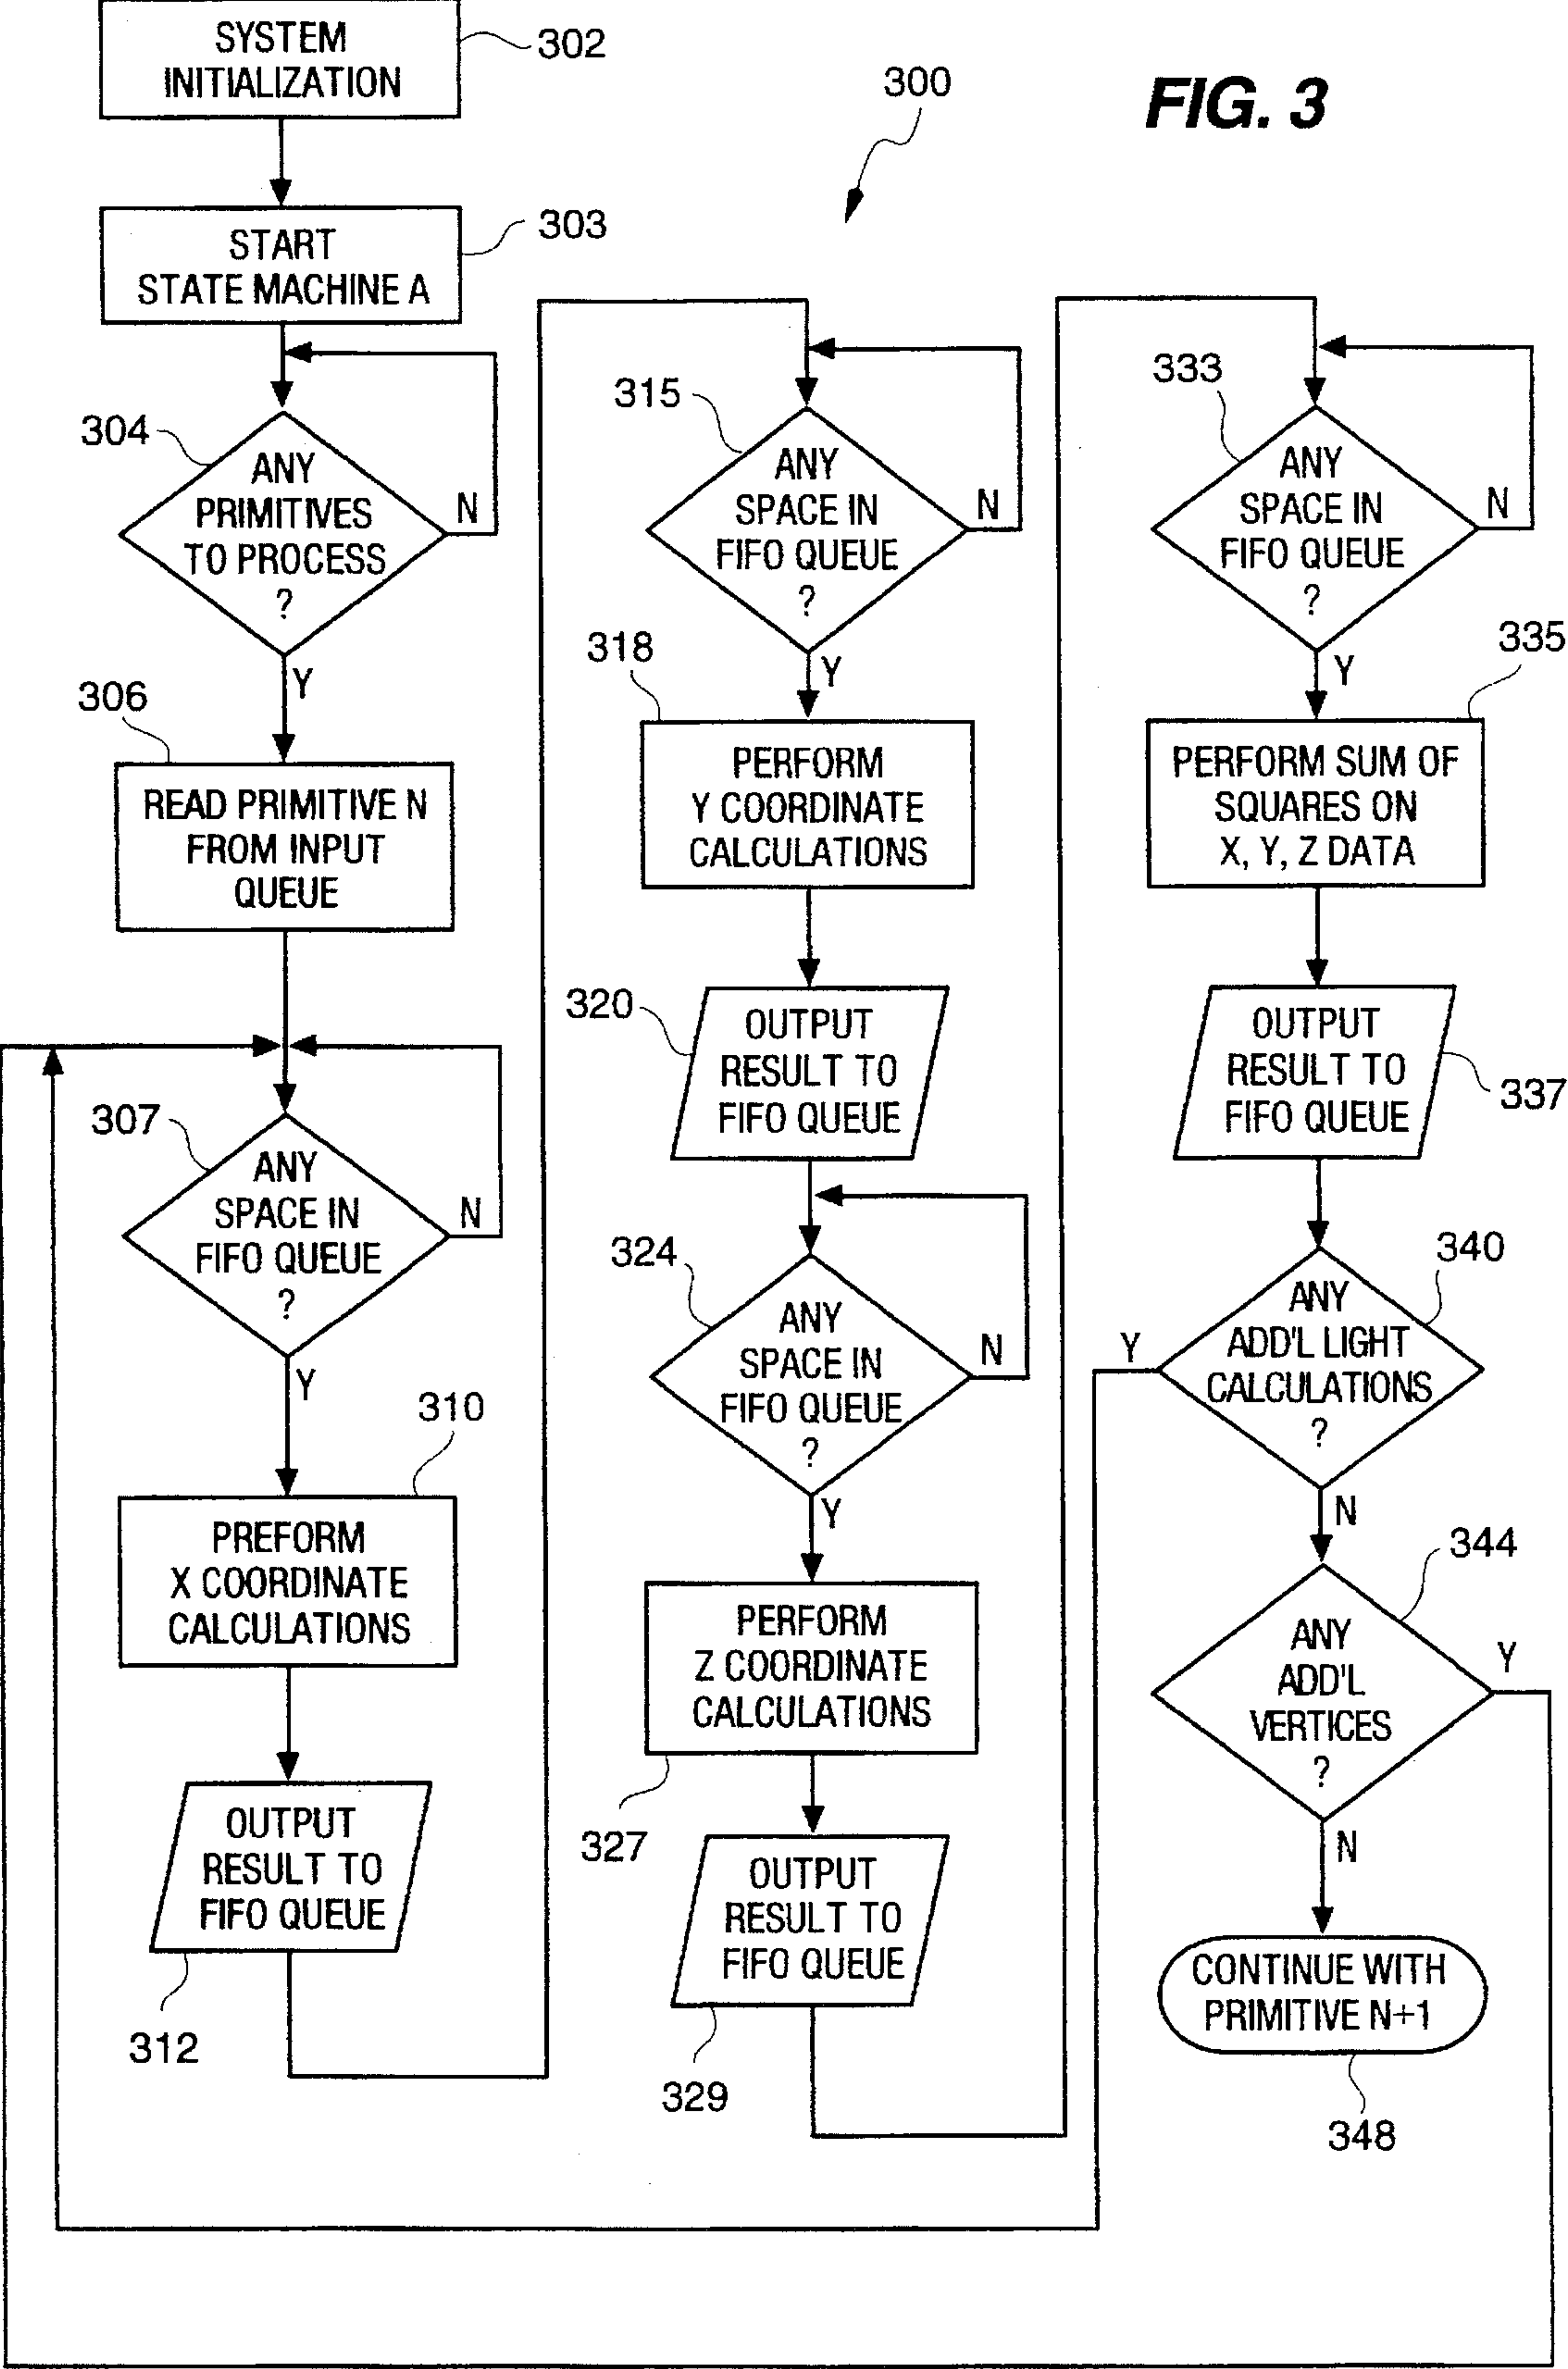 FIG. 3
300
SYSTEM
INITIALIZATION
302
START
STATE MACHINE A
303
304
ANY
PRIMITIVES
TO PROCESS
?
N
Y
306
READ PRIMITIVE N
FROM INPUT
QUEUE
307
ANY
SPACE IN
FIFO QUEUE
?
N
Y
310
PREFORM
X COORDINATE
CALCULATIONS
OUTPUT
RESULT TO
FIFO QUEUE
312
315
ANY
SPACE IN
FIFO QUEUE
?
N
Y
318
PERFORM
Y COORDINATE
CALCULATIONS
320
OUTPUT
RESULT TO
FIFO QUEUE
324
ANY
SPACE IN
FIFO QUEUE
?
N
Y
PERFORM
Z COORDINATE
CALCULATIONS
327
OUTPUT
RESULT TO
FIFO QUEUE
329
333
ANY
SPACE IN
FIFO QUEUE
?
N
Y
335
PERFORM SUM OF
SQUARES ON
X, Y, Z DATA
OUTPUT
RESULT TO
FIFO QUEUE
337
340
ANY
ADD'L LIGHT
CALCULATIONS
?
Y
N
344
ANY
ADD'L
VERTICES
?
Y
N
CONTINUE WITH
PRIMITIVE N+1
348